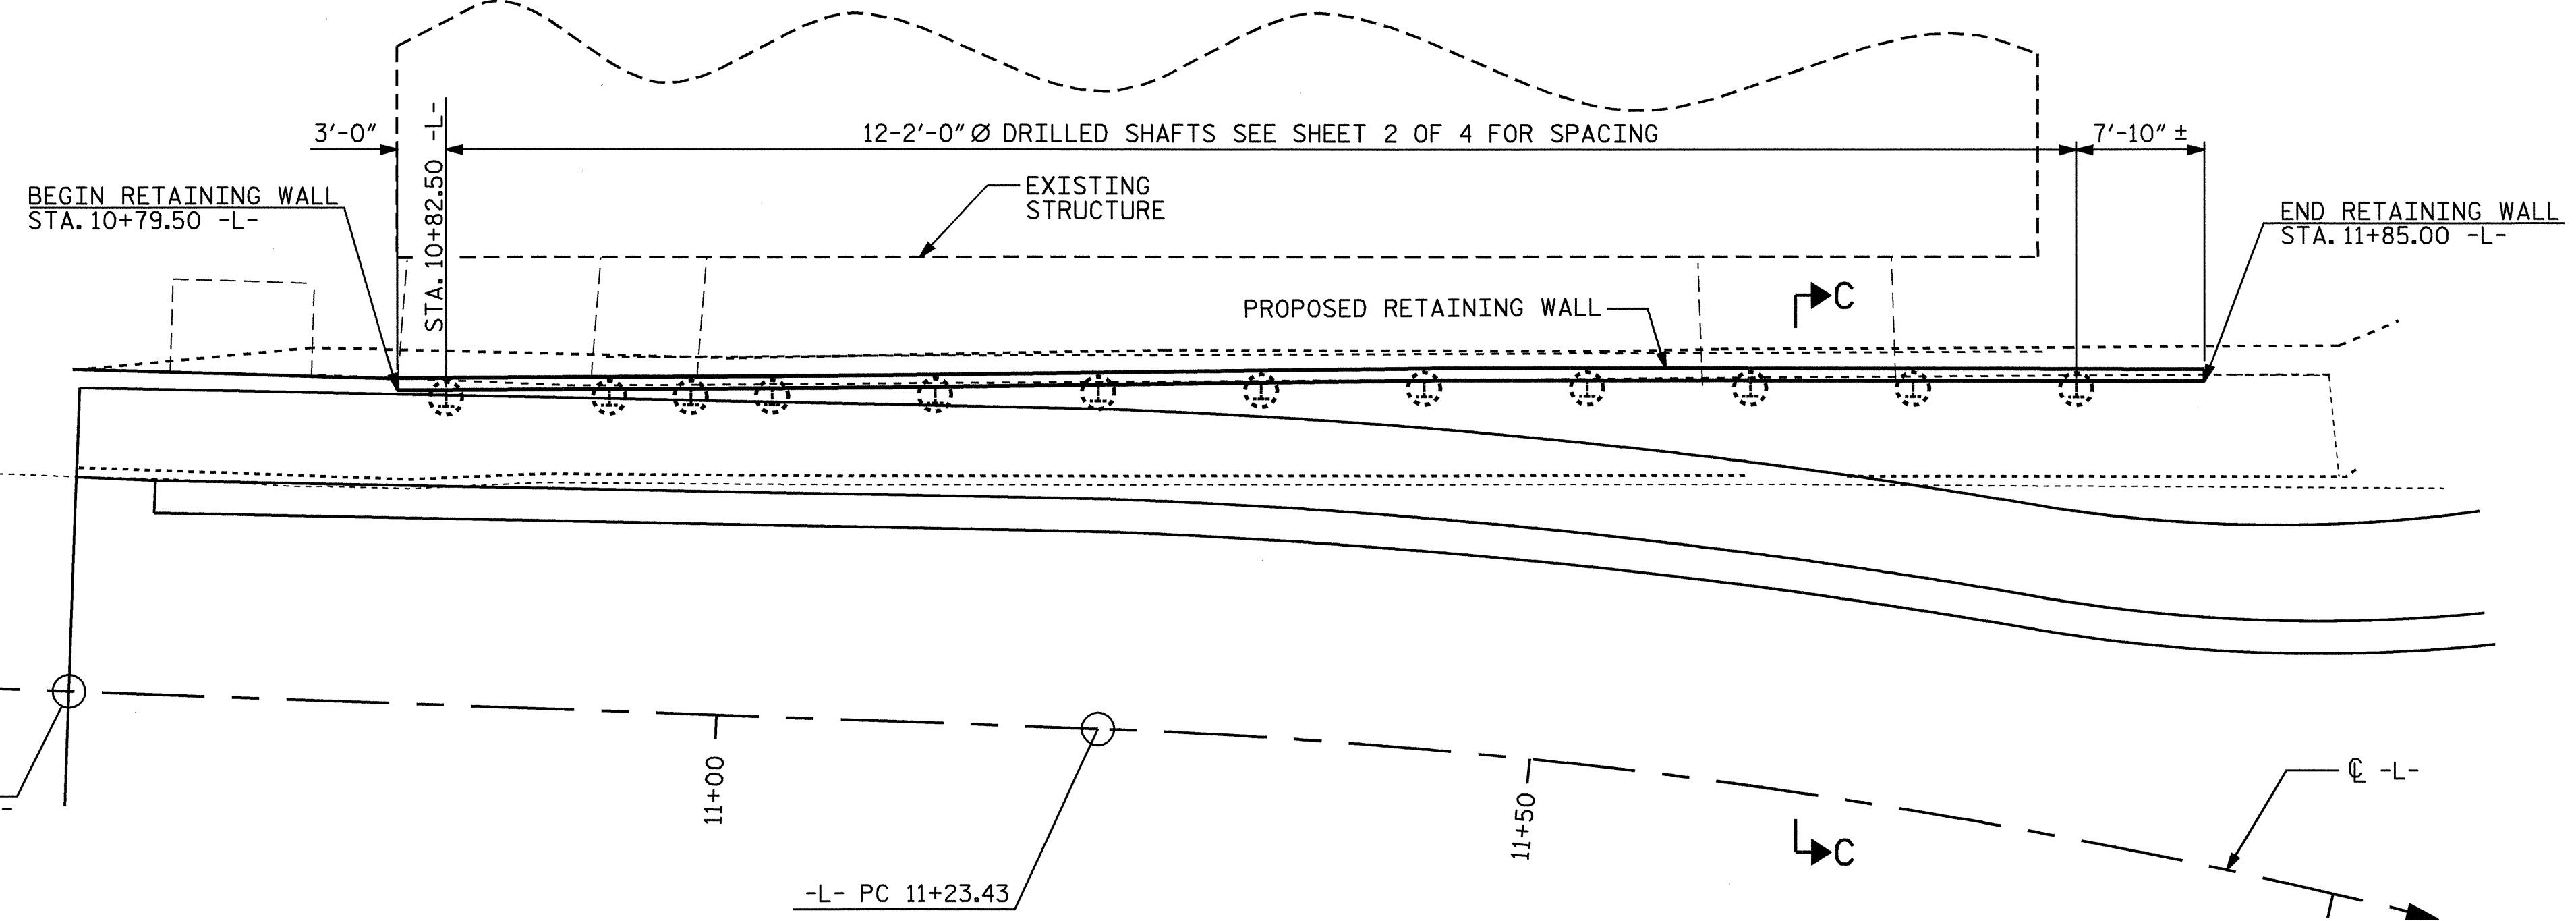 3'-0"
STA. 10+82.50 -L-
12-2'-0" Ø DRILLED SHAFTS SEE SHEET 2 OF 4 FOR SPACING
7'-10" ±
BEGIN RETAINING WALL
STA. 10+79.50 -L-
EXISTING
STRUCTURE
END RETAINING WALL
STA. 11+85.00 -L-
PROPOSED RETAINING WALL
C
11+00
11+50
℄ -L-
C
-L- PC 11+23.43
-